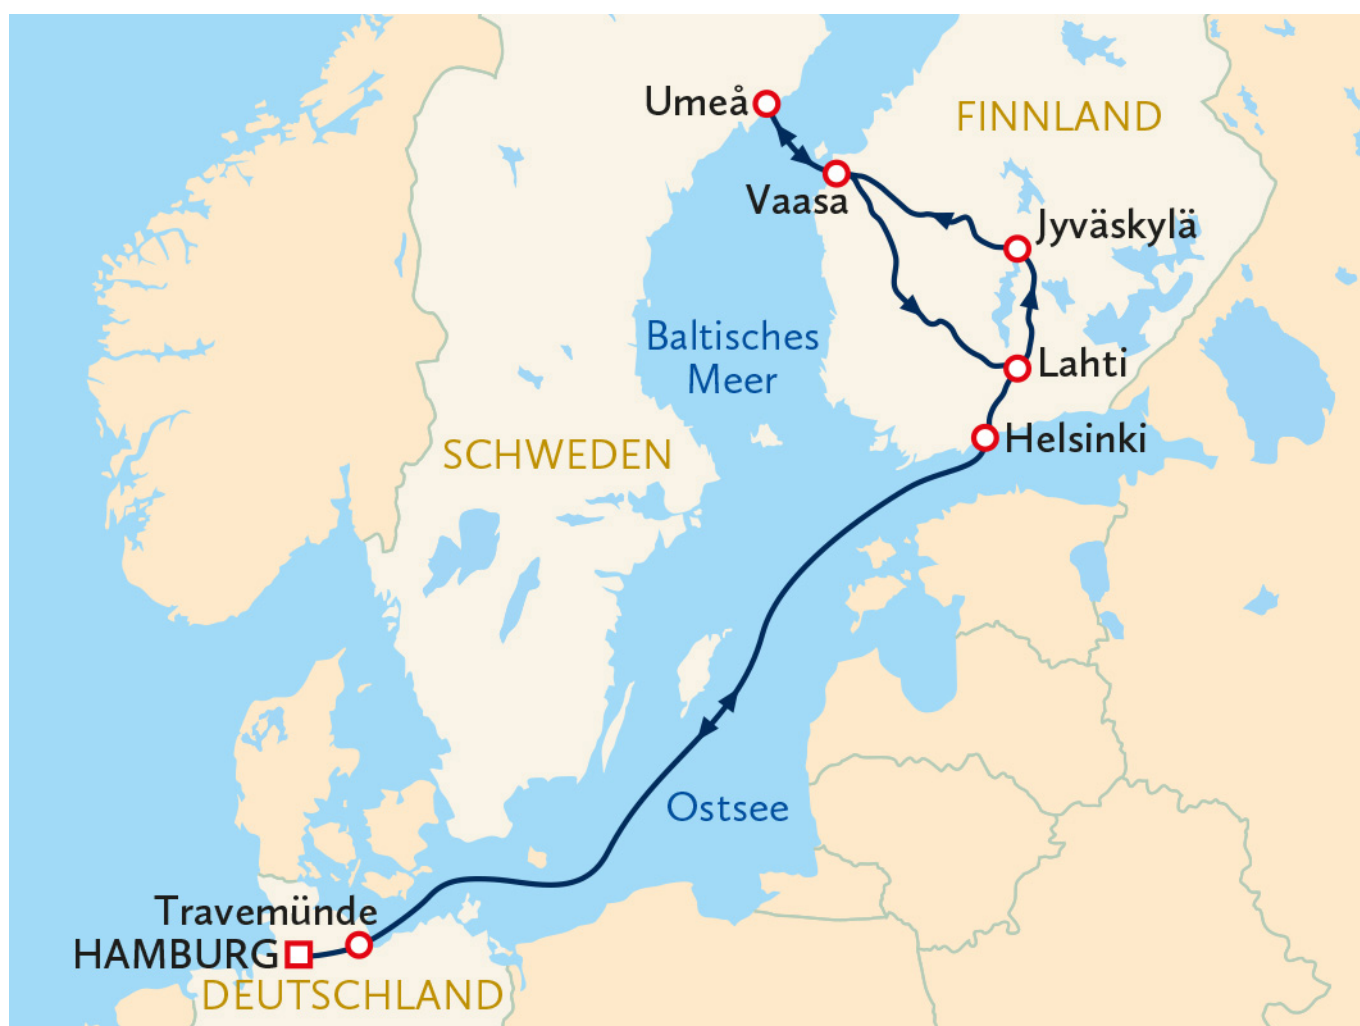 Umeå
FINNLAND
Vaasa
Jyväskylä
Baltisches
Meer
Lahti
Helsinki
SCHWEDEN
Ostsee
Travemünde
HAMBURG
DEUTSCHLAND